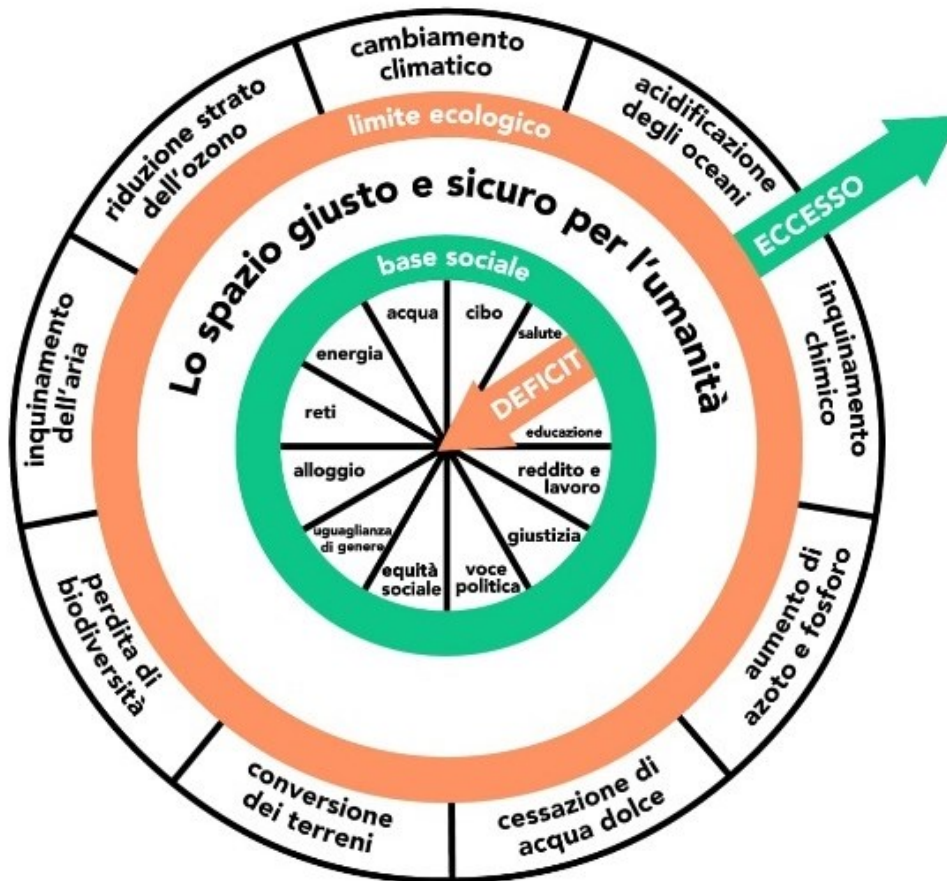 cambiamento
climatico
acidificazione
degli oceani
ECCESSO
inquinamento
chimico
aumento di
azoto e fosforo
cessazione di
acqua dolce
conversione
dei terreni
perdita di
biodiversità
inquinamento
dell'aria
riduzione strato
dell'ozono
limite ecologico
Lo spazio giusto e sicuro per l'umanità
base sociale
acqua
cibo
salute
DEFICIT
educazione
reddito e
lavoro
giustizia
voce
politica
equità
sociale
uguaglianza
di genere
alloggio
reti
energia